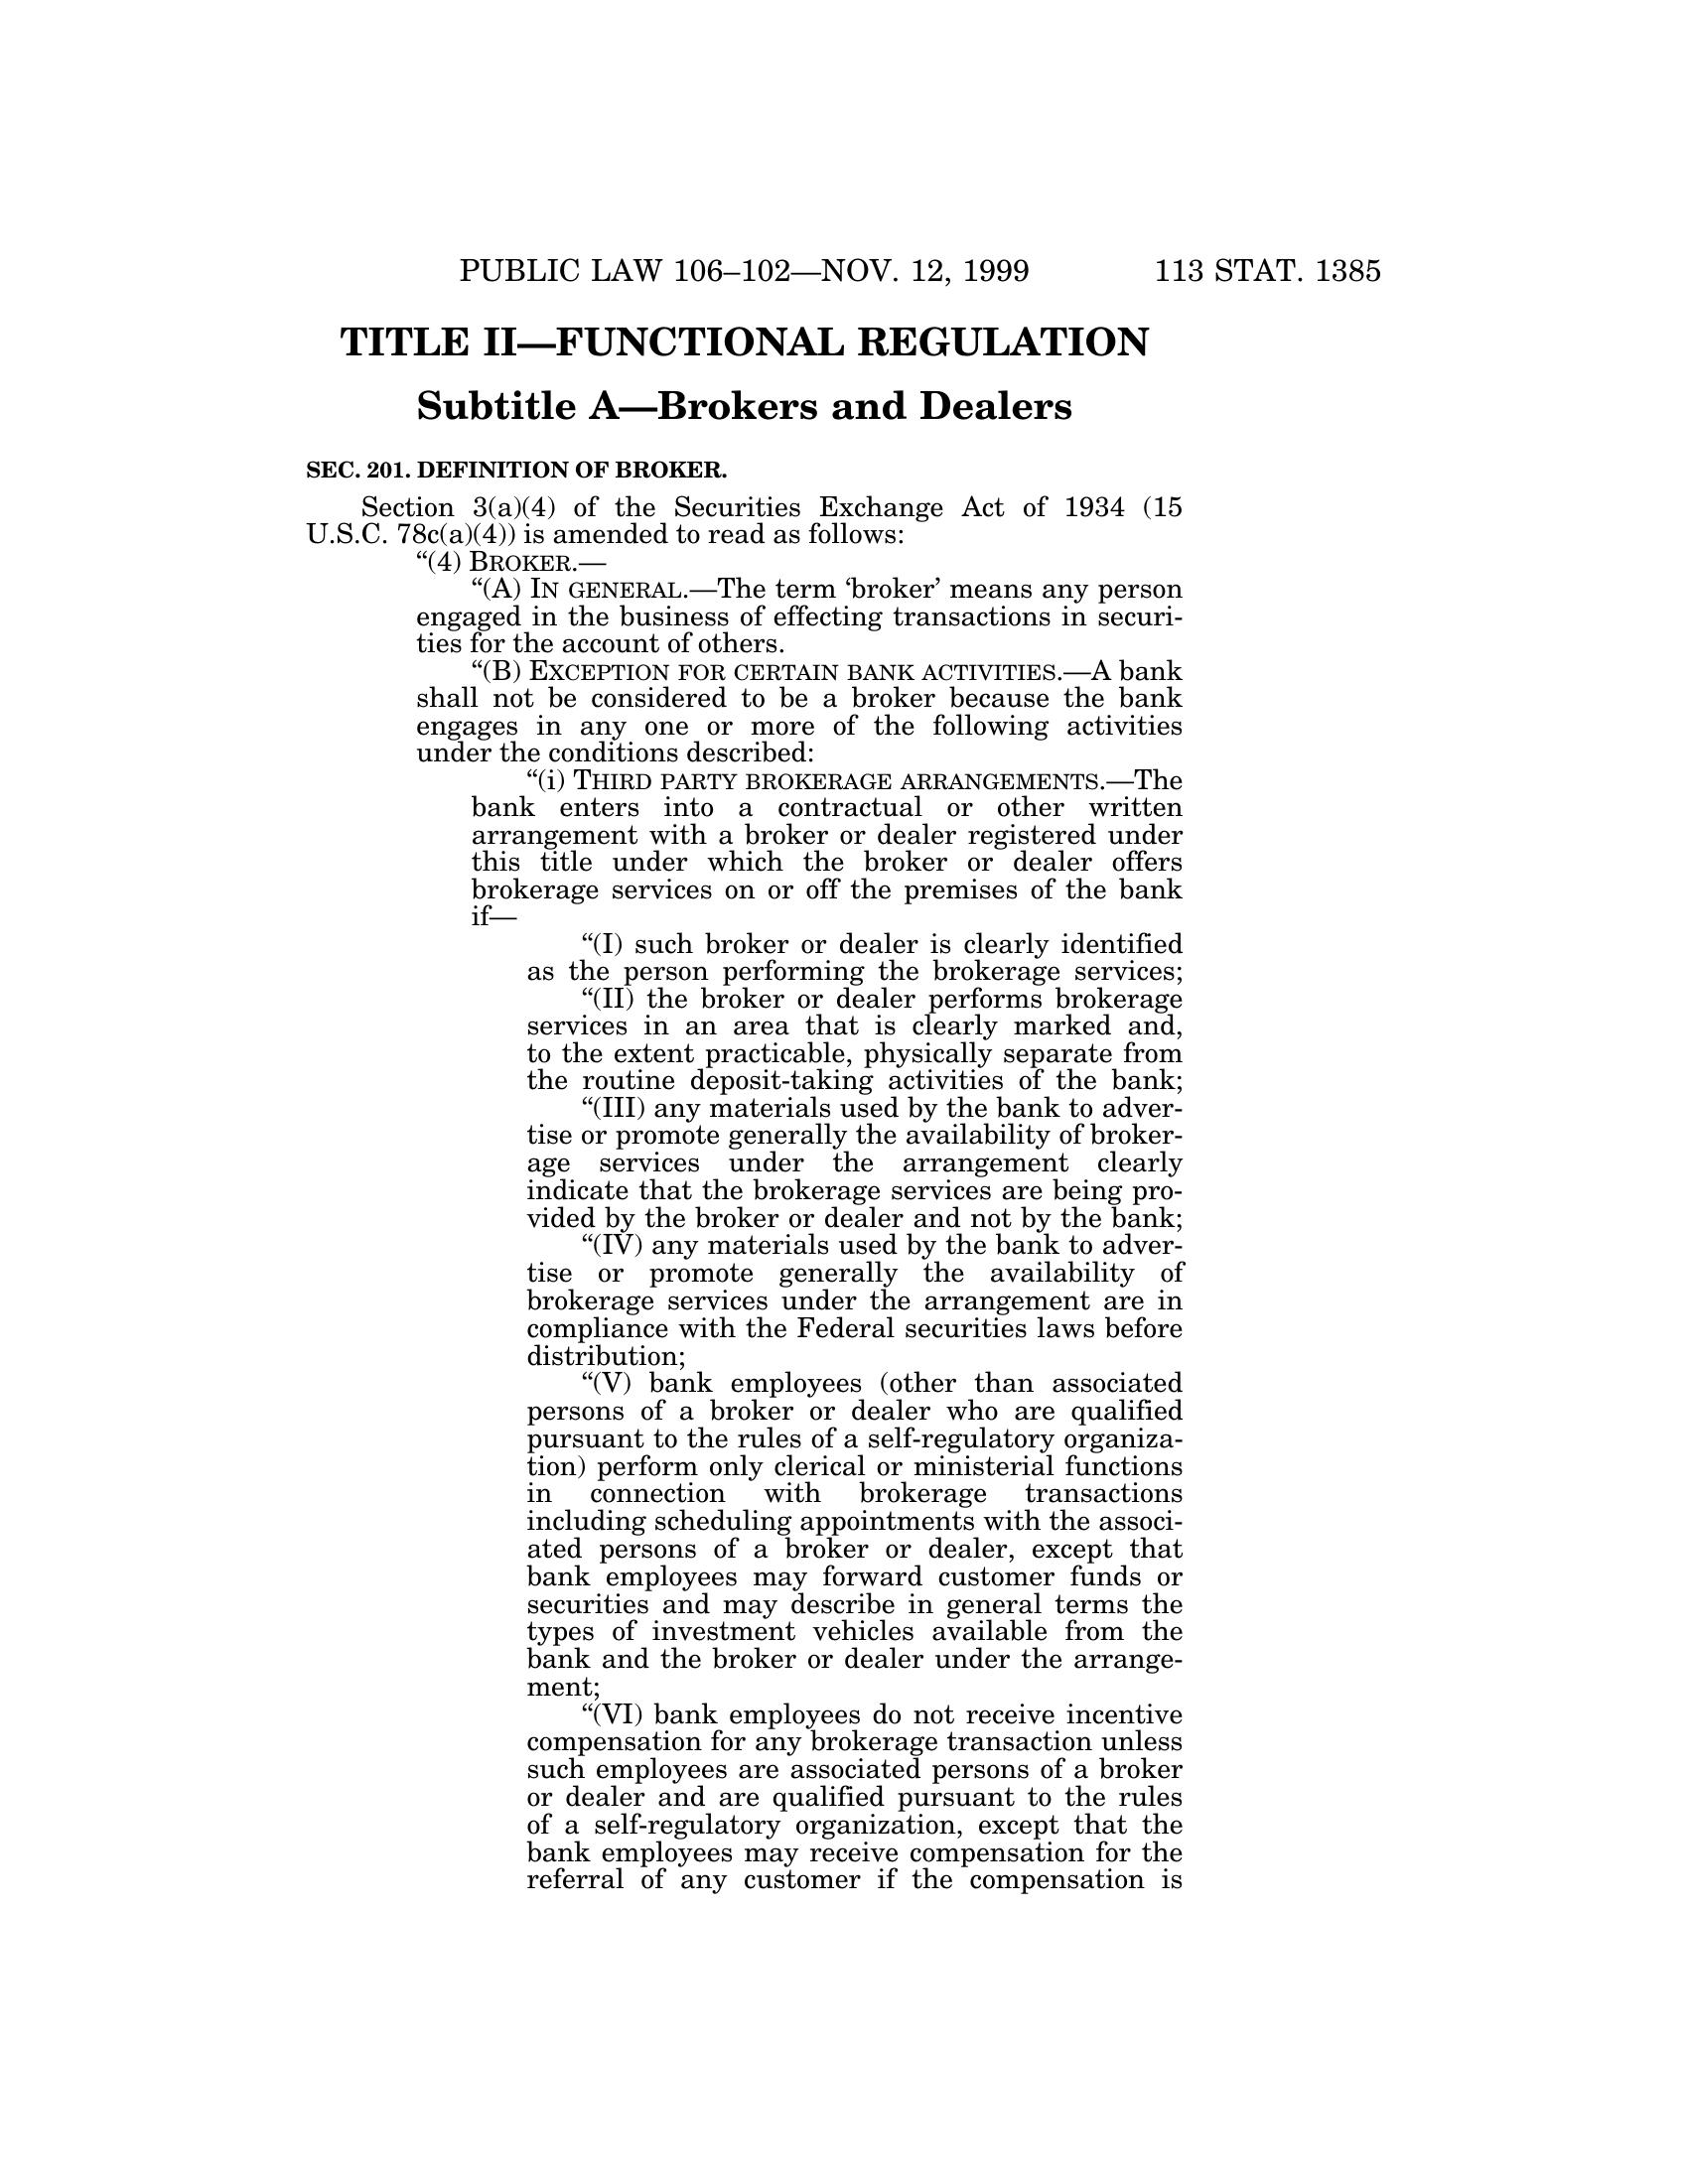 PUBLIC LAW 106–102—NOV. 12, 1999 113 STAT. 1385
TITLE II—FUNCTIONAL REGULATION
Subtitle A—Brokers and Dealers
SEC. 201. DEFINITION OF BROKER.
Section 3(a)(4) of the Securities Exchange Act of 1934 (15
U.S.C. 78c(a)(4)) is amended to read as follows:
“(4) BROKER.—
“(A) IN GENERAL.—The term ‘broker’ means any person
engaged in the business of effecting transactions in securi-
ties for the account of others.
“(B) EXCEPTION FOR CERTAIN BANK ACTIVITIES.—A bank
shall not be considered to be a broker because the bank
engages in any one or more of the following activities
under the conditions described:
“(i) THIRD PARTY BROKERAGE ARRANGEMENTS.—The
bank enters into a contractual or other written
arrangement with a broker or dealer registered under
this title under which the broker or dealer offers
brokerage services on or off the premises of the bank
if—
“(I) such broker or dealer is clearly identified
as the person performing the brokerage services;
“(II) the broker or dealer performs brokerage
services in an area that is clearly marked and,
to the extent practicable, physically separate from
the routine deposit-taking activities of the bank;
“(III) any materials used by the bank to adver-
tise or promote generally the availability of broker-
age services under the arrangement clearly
indicate that the brokerage services are being pro-
vided by the broker or dealer and not by the bank;
“(IV) any materials used by the bank to adver-
tise or promote generally the availability of
brokerage services under the arrangement are in
compliance with the Federal securities laws before
distribution;
“(V) bank employees (other than associated
persons of a broker or dealer who are qualified
pursuant to the rules of a self-regulatory organiza-
tion) perform only clerical or ministerial functions
in connection with brokerage transactions
including scheduling appointments with the associ-
ated persons of a broker or dealer, except that
bank employees may forward customer funds or
securities and may describe in general terms the
types of investment vehicles available from the
bank and the broker or dealer under the arrange-
ment;
“(VI) bank employees do not receive incentive
compensation for any brokerage transaction unless
such employees are associated persons of a broker
or dealer and are qualified pursuant to the rules
of a self-regulatory organization, except that the
bank employees may receive compensation for the
referral of any customer if the compensation is